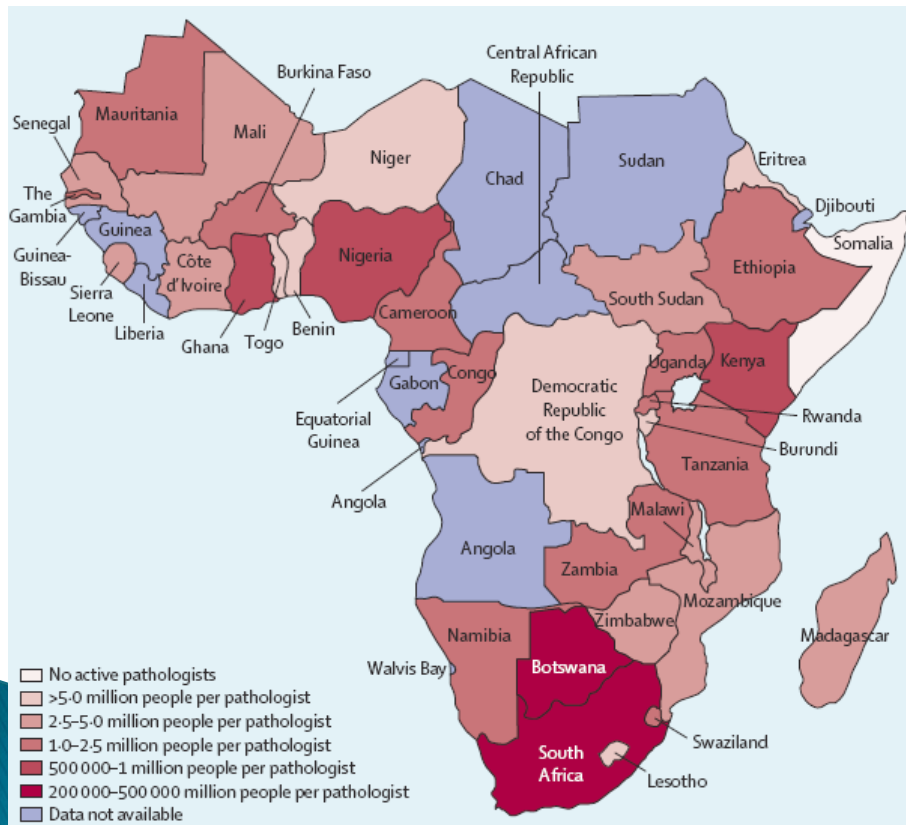 Central African
Republic
Burkina Faso
Mauritania
Senegal
Mali
Niger
Chad
Sudan
Eritrea
The
Gambia
Djibouti
Guinea
Guinea-
Bissau
Côte
d'Ivoire
Nigeria
Somalia
Ethiopia
Sierra
Leone
South Sudan
Liberia
Ghana
Togo
Benin
Cameroon
Uganda
Kenya
Gabon
Congo
Democratic
Republic
of the Congo
Equatorial
Guinea
Rwanda
Burundi
Tanzania
Angola
Malawi
Angola
Zambia
Mozambique
Zimbabwe
Madagascar
Namibia
Walvis Bay
Botswana
Swaziland
South
Africa
Lesotho
No active pathologists
>5·0 million people per pathologist
2·5–5·0 million people per pathologist
1·0–2·5 million people per pathologist
500 000–1 million people per pathologist
200 000–500 000 million people per pathologist
Data not available